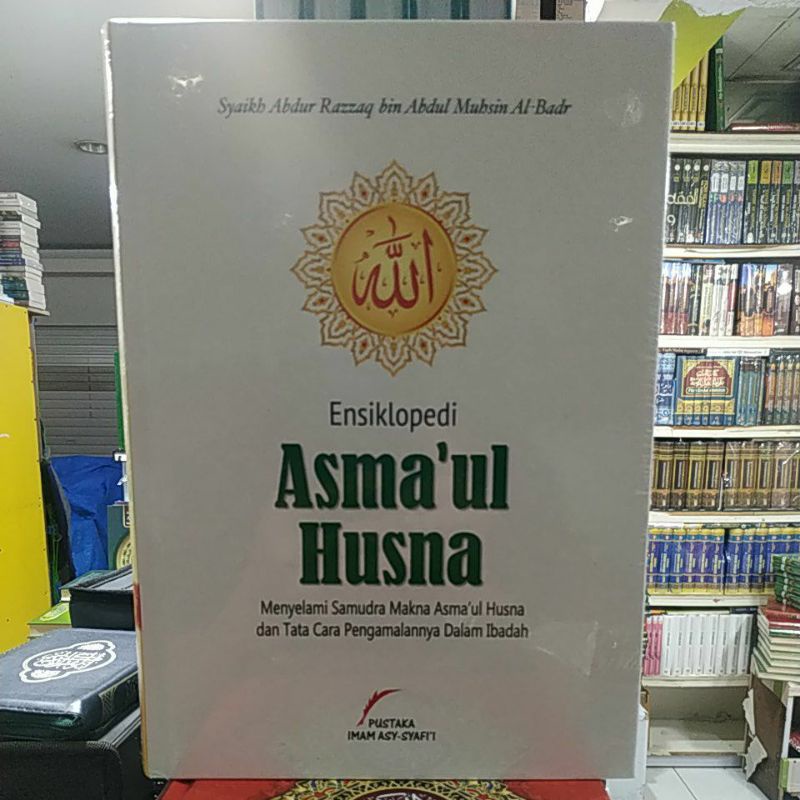 Syaikh Abdur Razzaq bin Abdul Muhsin Al-Badr
الله
Ensiklopedi
Asma'ul
Husna
Menyelami Samudra Makna Asma'ul Husna
dan Tata Cara Pengamalannya Dalam Ibadah
PUSTAKA
IMAM ASY-SYAFI'I